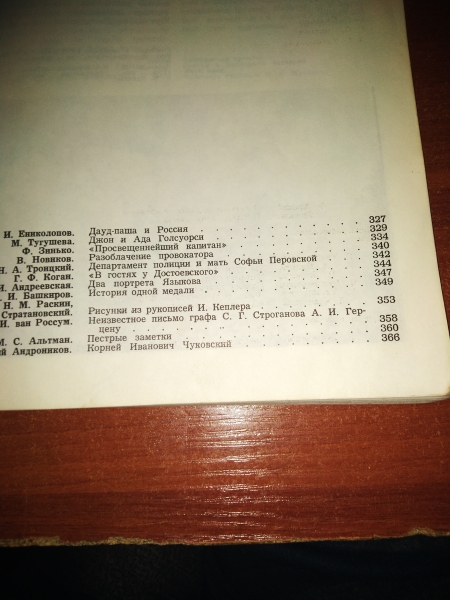 И. Ениколопов. Дауд-паша и Россия . . . . . . . . . . 327
М. Тугушева. Джон и Ада Голсуорси . . . . . . . . . 329
Ф. Зинько. «Просвещеннейший капитан» . . . . . . . . 334
В. Новиков. Разоблачение провокатора . . . . . . . . 340
Н. А. Троицкий. Департамент полиции и мать Софьи Перовской 342
Г. Ф. Коган. «В гостях у Достоевского» . . . . . . . . 344
И. Андреевская. Два портрета Языкова . . . . . . . . . 347
И. Башкиров. История одной медали . . . . . . . . . . 349
Н. М. Раскин,
Стратановский. Рисунки из рукописей И. Кеплера . . . . . . 353
И. ван Россум. Неизвестное письмо графа С. Г. Строганова А. И. Гер-
цену . . . . . . . . . . . . 358
М. С. Альтман. Пестрые заметки . . . . . . . . . . 360
Андроников. Корней Иванович Чуковский . . . . . . . . 366